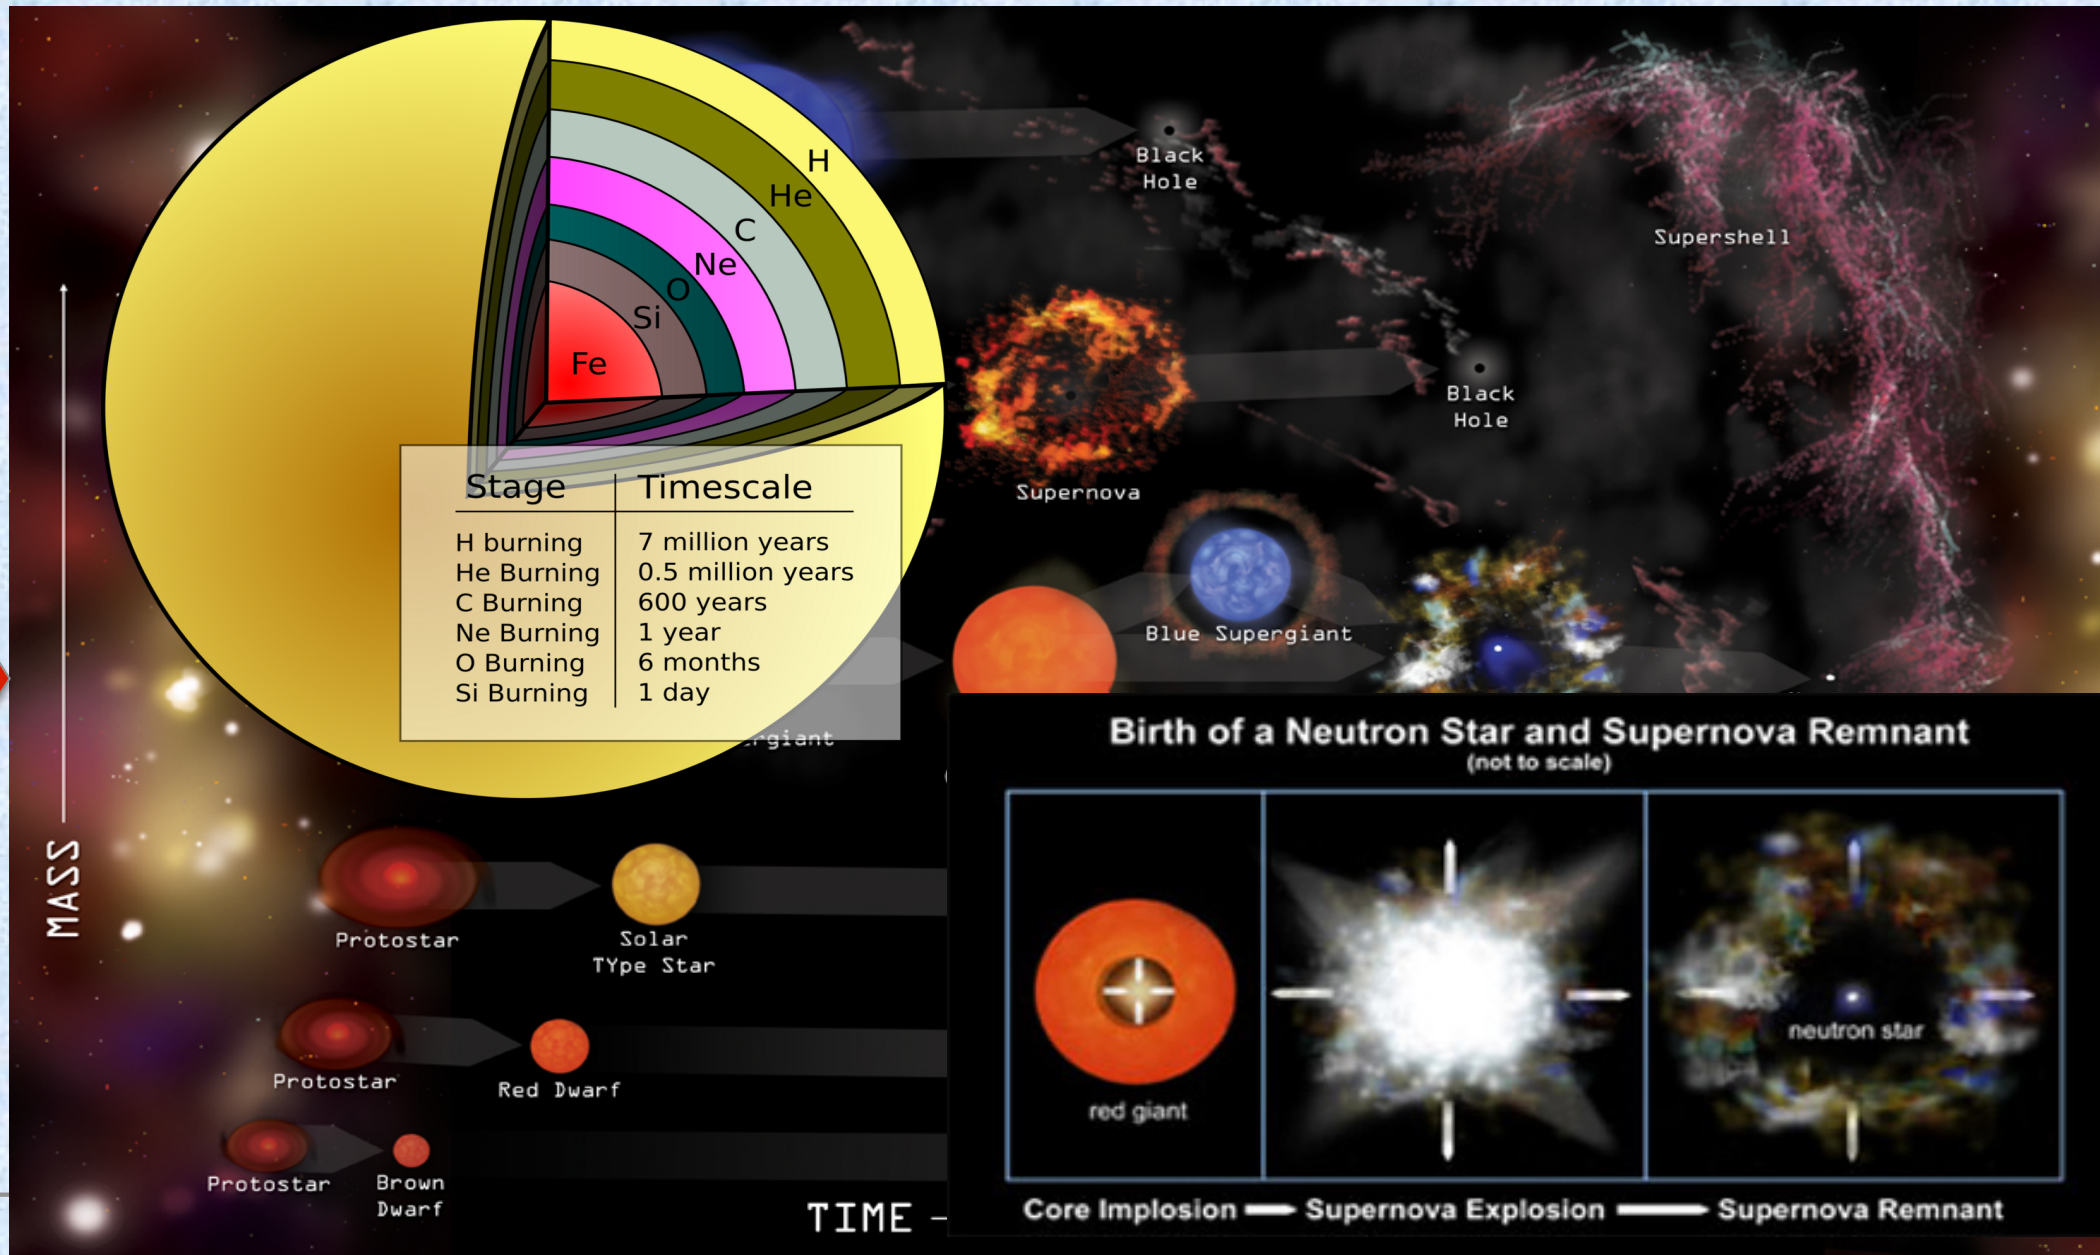 H
He
C
Ne
O
Si
Fe
Stage Timescale
H burning 7 million years
He Burning 0.5 million years
C Burning 600 years
Ne Burning 1 year
O Burning 6 months
Si Burning 1 day
Black
Hole
Supershell
Black
Hole
Supernova
Blue Supergiant
ergiant
MASS
Protostar
Solar
TYpe Star
Protostar
Red Dwarf
Protostar
Brown
Dwarf
TIME
Birth of a Neutron Star and Supernova Remnant
(not to scale)
red giant
neutron star
Core Implosion Supernova Explosion Supernova Remnant